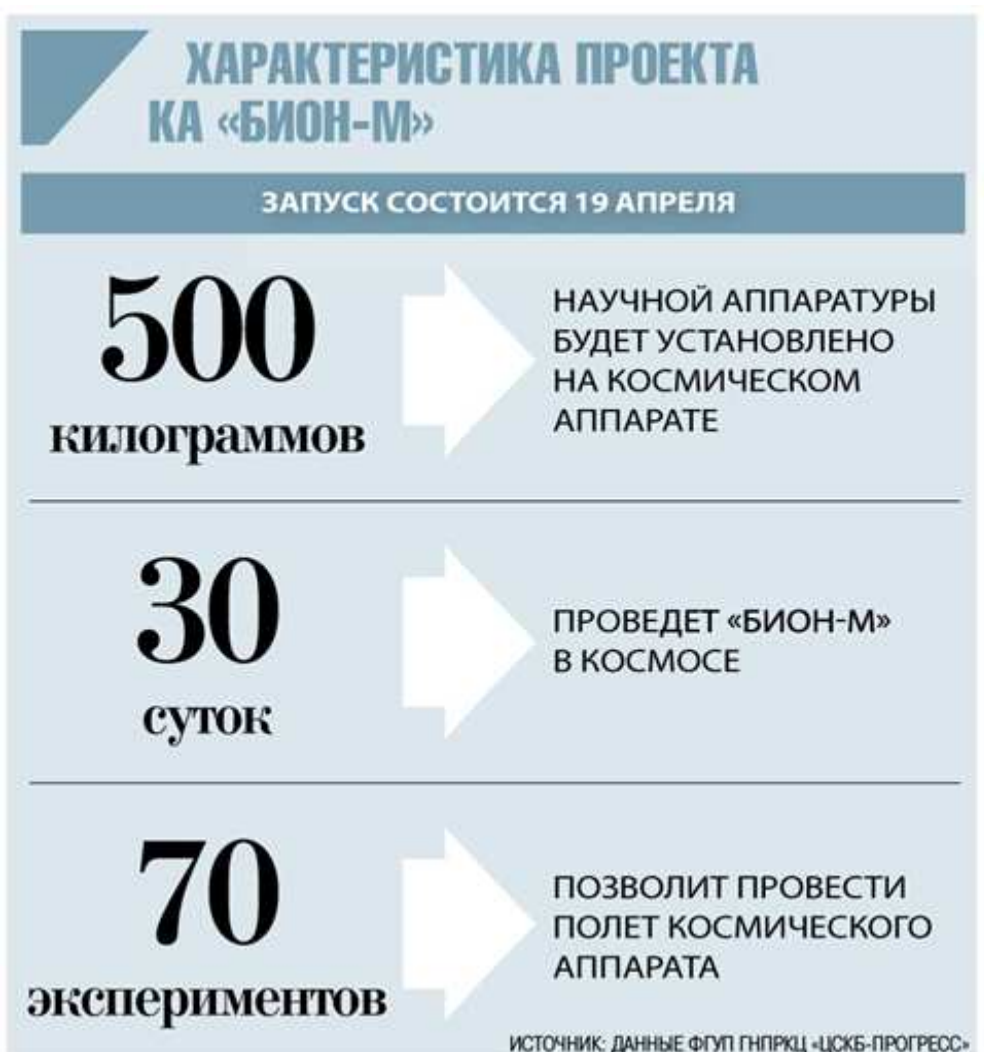 ХАРАКТЕРИСТИКА ПРОЕКТА
КА «БИОН-М»
ЗАПУСК СОСТОИТСЯ 19 АПРЕЛЯ
500
килограммов
НАУЧНОЙ АППАРАТУРЫ
БУДЕТ УСТАНОВЛЕНО
НА КОСМИЧЕСКОМ
АППАРАТЕ
30
суток
ПРОВЕДЕТ «БИОН-М»
В КОСМОСЕ
70
экспериментов
ПОЗВОЛИТ ПРОВЕСТИ
ПОЛЕТ КОСМИЧЕСКОГО
АППАРАТА
ИСТОЧНИК: ДАННЫЕ ФГУП ГНПРКЦ «ЦСКБ-ПРОГРЕСС»